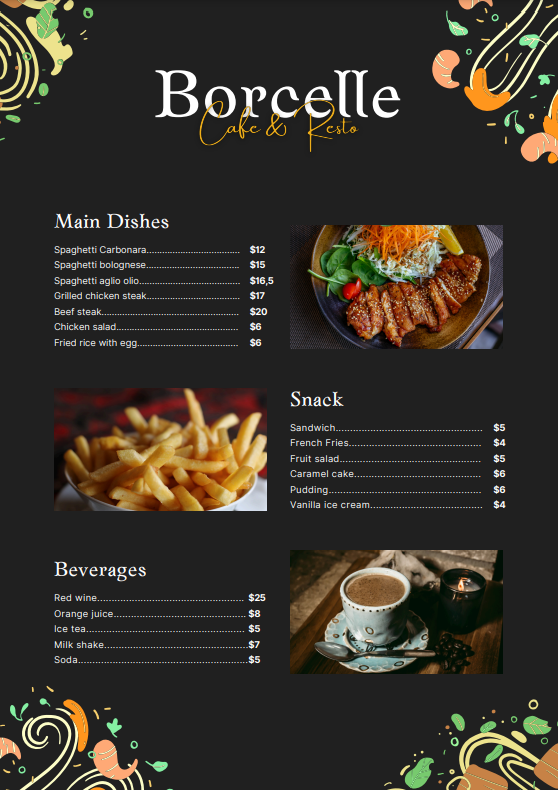 Borcelle
Cafe & Resto
Main Dishes
Spaghetti Carbonara................................ $12
Spaghetti bolognese................................ $15
Spaghetti aglio olio................................... $16,5
Grilled chicken steak................................ $17
Beef steak................................................. $20
Chicken salad........................................... $6
Fried rice with egg.................................... $6
Snack
Sandwich.................................................. $5
French Fries.............................................. $4
Fruit salad................................................. $5
Caramel cake............................................ $6
Pudding..................................................... $6
Vanilla ice cream....................................... $4
Beverages
Red wine.................................................... $25
Orange juice.............................................. $8
Ice tea....................................................... $5
Milk shake................................................. $7
Soda.......................................................... $5